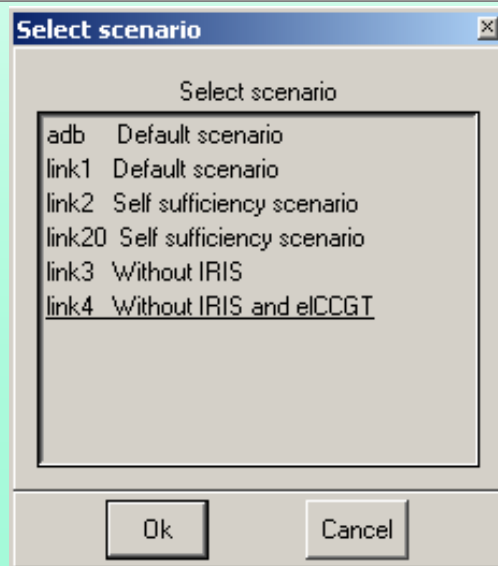 Select scenario
Select scenario
adb Default scenario
link1 Default scenario
link2 Self sufficiency scenario
link20 Self sufficiency scenario
link3 Without IRIS
link4 Without IRIS and elCCGT
Ok Cancel